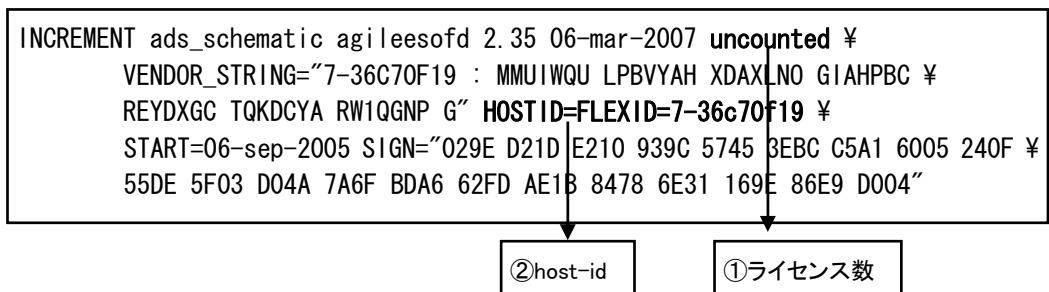 INCREMENT ads_schematic agileesofd 2.35 06-mar-2007 uncounted ¥
VENDOR_STRING="7-36C70F19 : MMUIWQU LPBVYAH XDAXLNO GIAHPBC ¥
REYDXGC TQKDCYA RW1QGNP G" HOSTID=FLEXID=7-36c70f19 ¥
START=06-sep-2005 SIGN="029E D21D E210 939C 5745 3EBC C5A1 6005 240F ¥
55DE 5F03 D04A 7A6F BDA6 62FD AE1B 8478 6E31 169E 86E9 D004"
②host-id
①ライセンス数